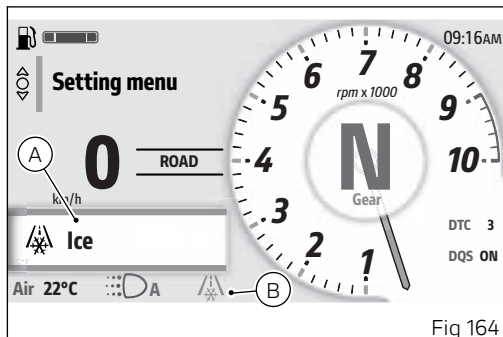 09:16AM
Setting menu
7
6
8
rpm x 1000
5
9
A
0
ROAD
4
N
10
km/h
Gear
3
DTC 3
Ice
2
DQS ON
1
Air 22°C
A
B
Fig 164